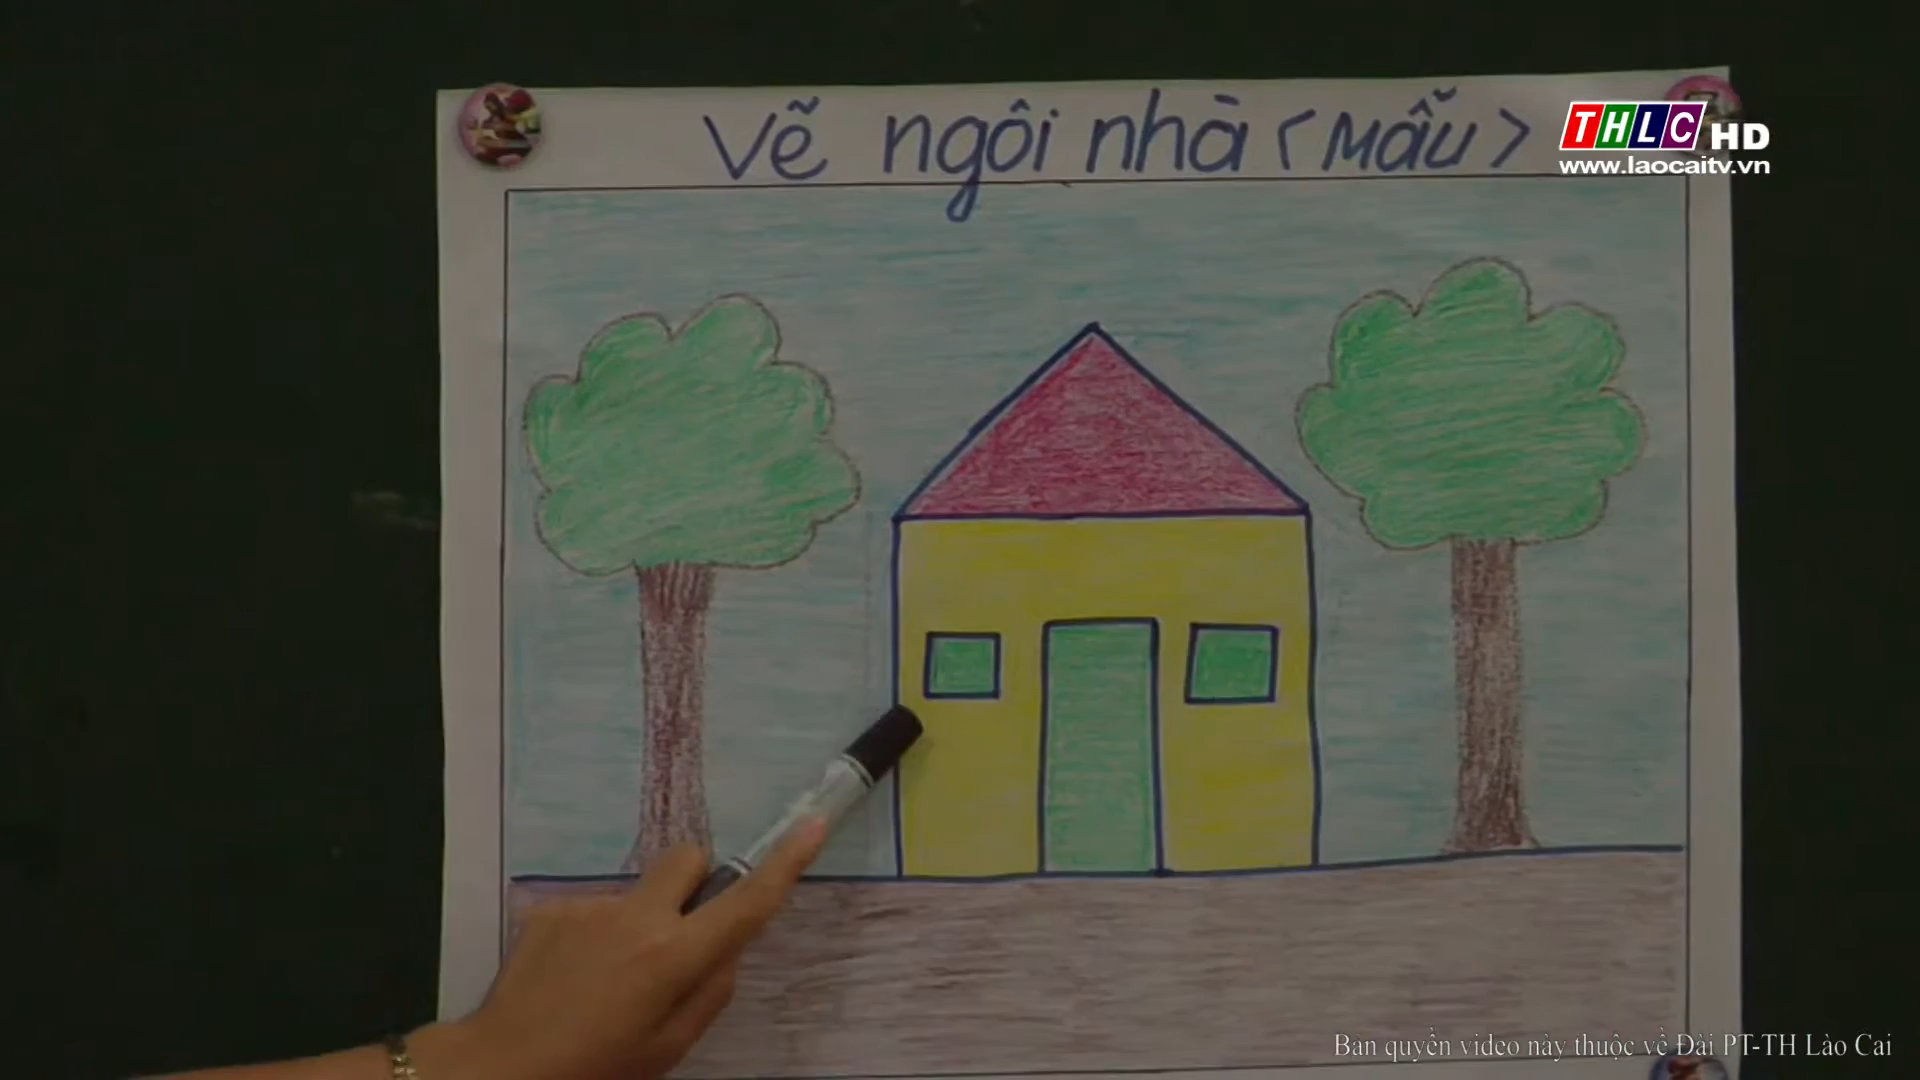 Vẽ ngôi nhà <Mẫu>
THLC HD
www.laocaitv.vn
Bản quyền video này thuộc về Đài PT-TH Lào Cai